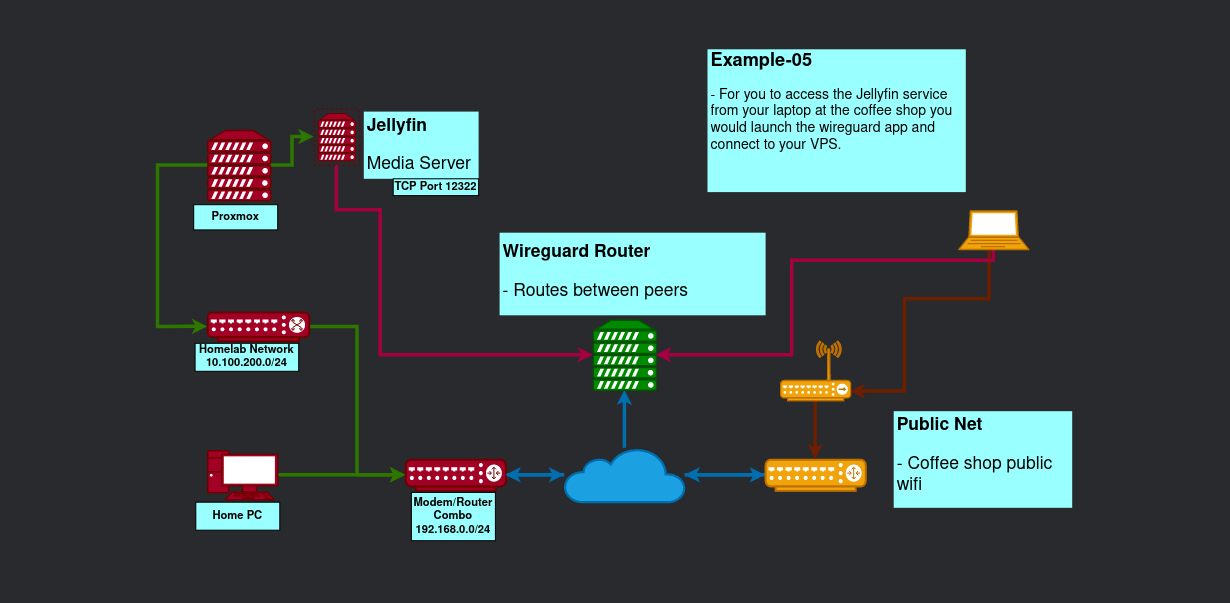 Example-05
- For you to access the Jellyfin service
from your laptop at the coffee shop you
would launch the wireguard app and
connect to your VPS.
Jellyfin
Media Server
TCP Port 12322
Proxmox
Wireguard Router
- Routes between peers
Homelab Network
10.100.200.0/24
Public Net
- Coffee shop public
wifi
Home PC
Modem/Router
Combo
192.168.0.0/24